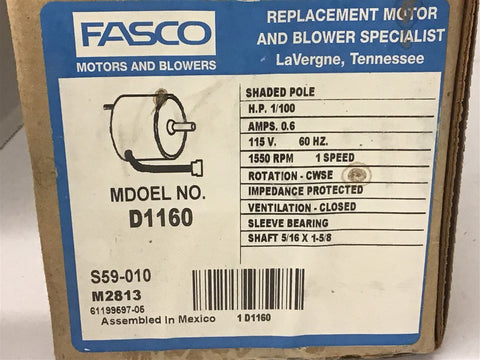 FASCO
MOTORS AND BLOWERS
REPLACEMENT MOTOR
AND BLOWER SPECIALIST
LaVergne, Tennessee
MDOEL NO.
D1160
SHADED POLE
H.P. 1/100
AMPS. 0.6
115 V. 60 HZ.
1550 RPM 1 SPEED
ROTATION - CWSE
IMPEDANCE PROTECTED
VENTILATION - CLOSED
SLEEVE BEARING
SHAFT 5/16 X 1-5/8
S59-010
M2813
61199597-05
Assembled In Mexico
1 D1160